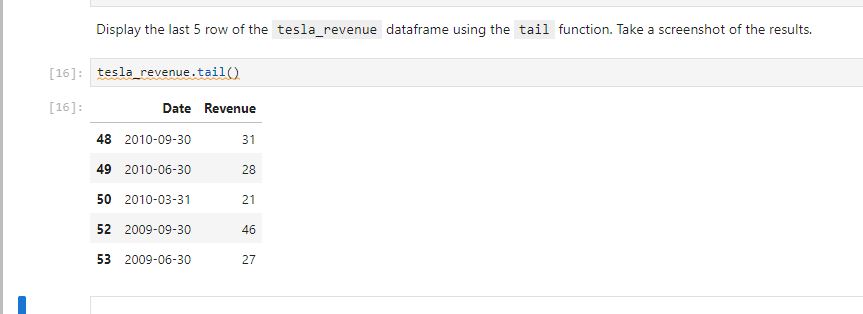 Display the last 5 row of the tesla_revenue dataframe using the tail function. Take a screenshot of the results.
[16]: tesla_revenue.tail()
[16]: Date Revenue
48 2010-09-30 31
49 2010-06-30 28
50 2010-03-31 21
52 2009-09-30 46
53 2009-06-30 27